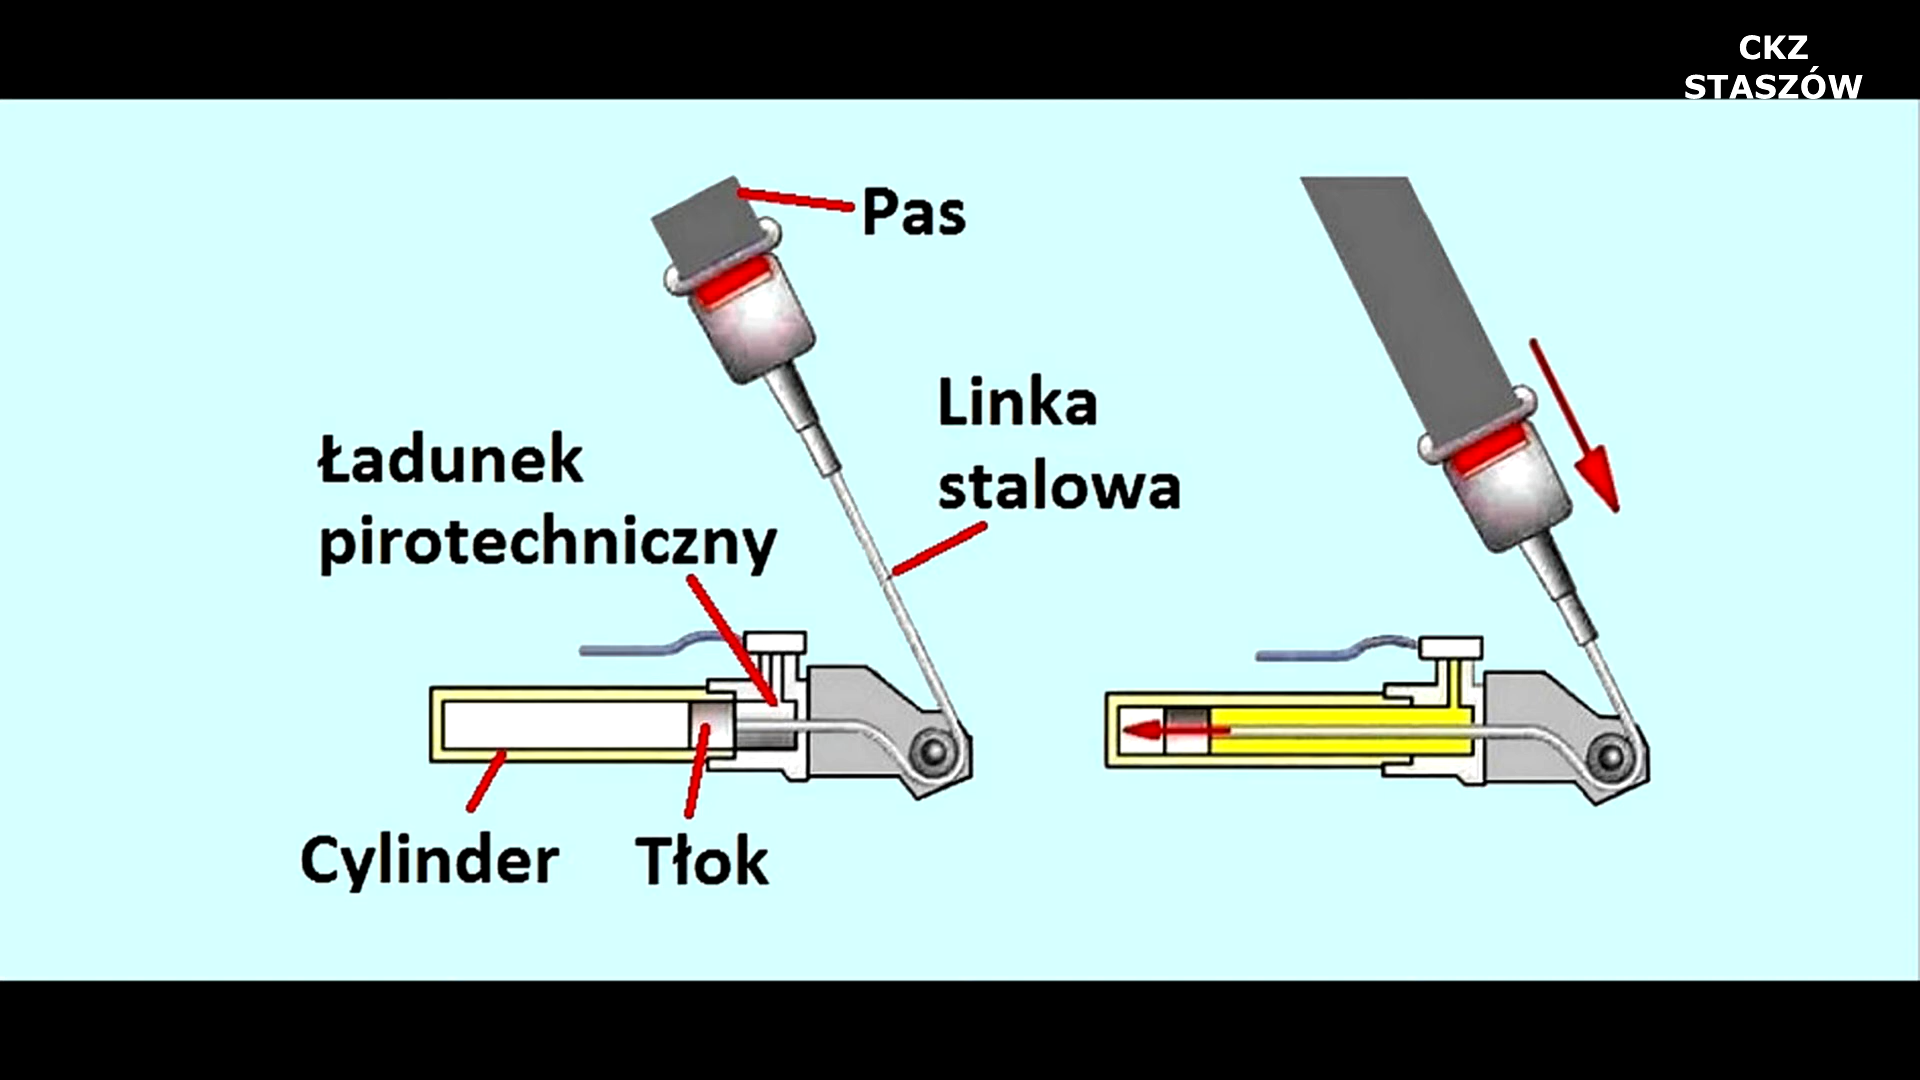 CKZ
STASZÓW
Pas
Linka
stalowa
Ładunek
pirotechniczny
Cylinder
Tłok